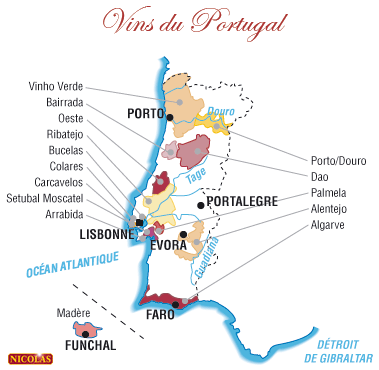 Vins du Portugal
Vinho Verde
Bairrada
Oeste
Ribatejo
Bucelas
Colares
Carcavelos
Setubal Moscatel
Arrabida
PORTO
Douro
Porto/Douro
Dao
Palmela
Alentejo
Algarve
Tage
PORTALEGRE
LISBONNE
EVORA
Guadiana
OCÉAN ATLANTIQUE
FARO
Madère
FUNCHAL
DÉTROIT
DE GIBRALTAR
NICOLAS